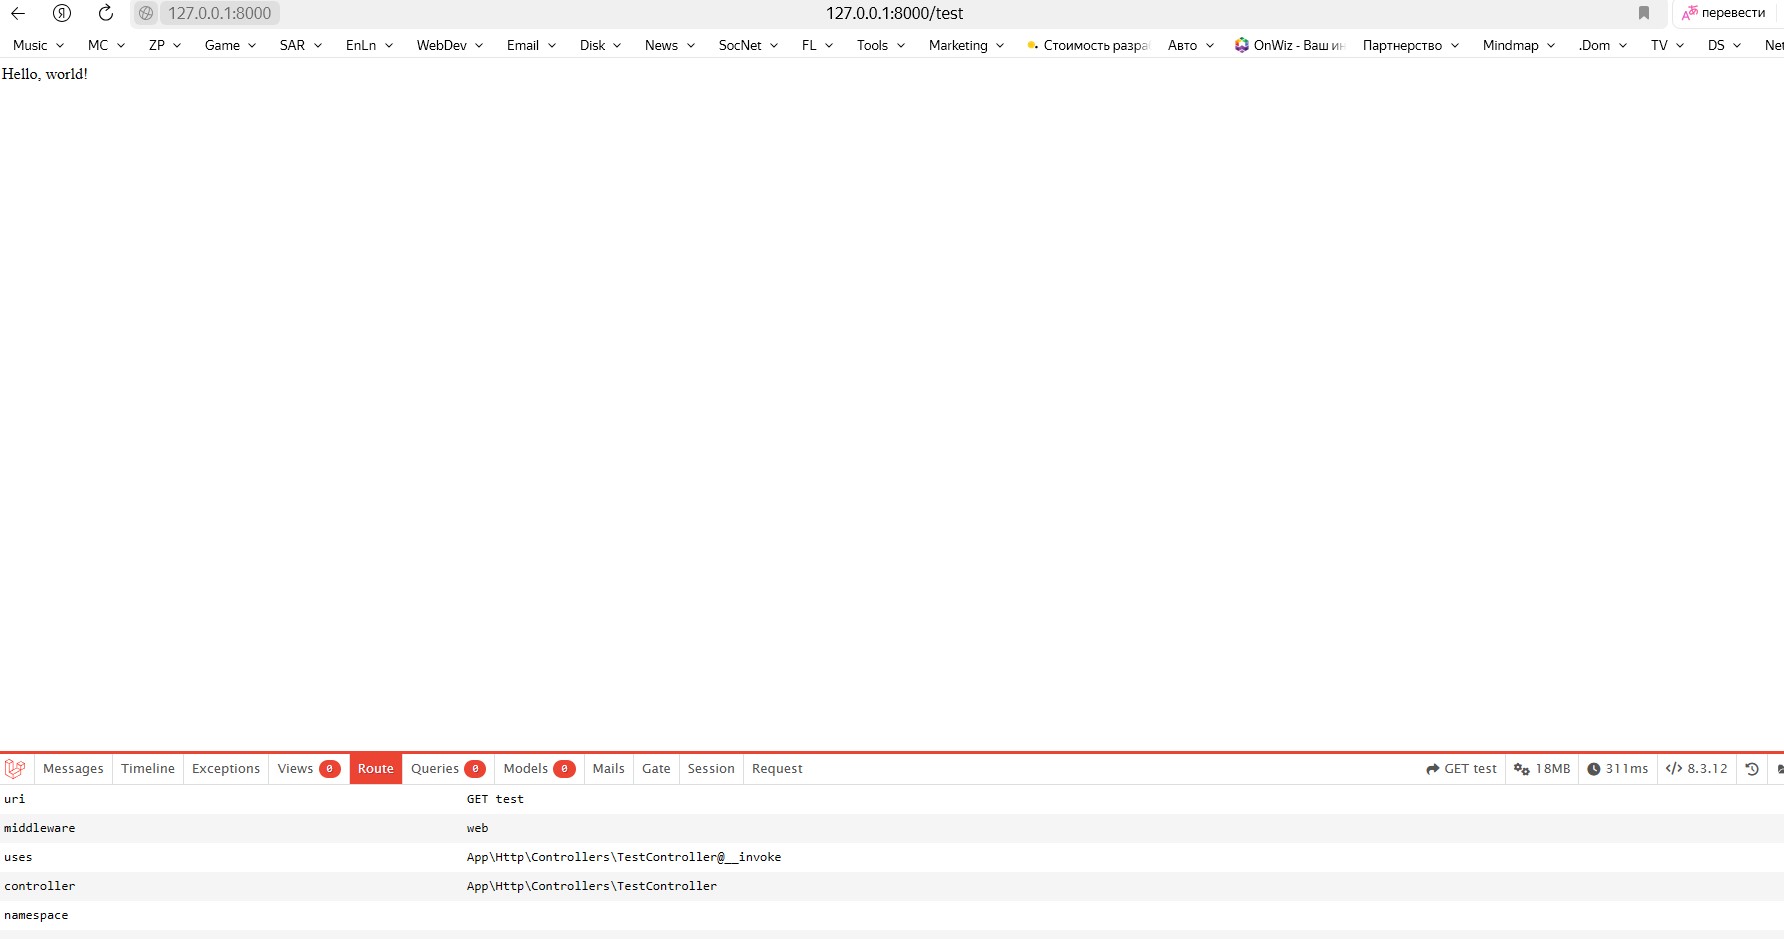 127.0.0.1:8000 127.0.0.1:8000/test перевести
Music MC ZP Game SAR EnLn WebDev Email Disk News SocNet FL Tools Marketing Стоимость разра Авто OnWiz - Ваш ин Партнерство Mindmap .Dom TV DS Net
Hello, world!
Messages Timeline Exceptions Views 0 Route Queries 0 Models 0 Mails Gate Session Request GET test 18MB 311ms 8.3.12
uri GET test
middleware web
uses App\Http\Controllers\TestController@__invoke
controller App\Http\Controllers\TestController
namespace